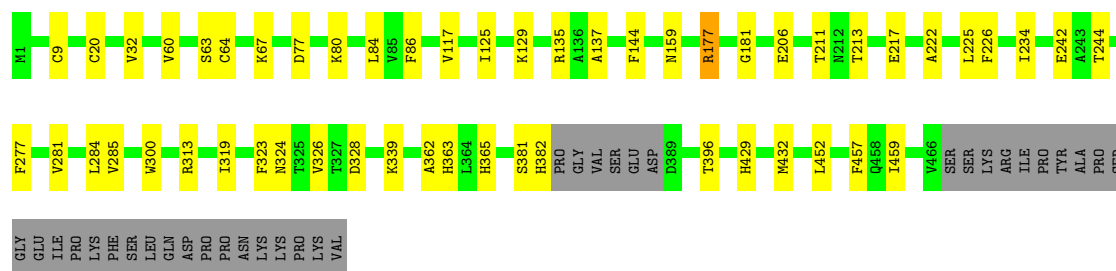 M1 C9 C20 V32 V60 S63 C64 K67 D77 K80 L84 V85 F86 V117 I125 K129 R135 A136 A137 F144 N159 R177 G181 E206 T211 N212 T213 E217 A222 L225 F226 I234 E242 A243 T244
F277 V281 L284 V285 W300 R313 I319 F323 N324 T325 V326 T327 D328 K339 A362 H363 L364 H365 S381 H382 PRO GLY VAL SER GLU ASP D389 T396 H429 M432 L452 F457 Q458 I459 V466 SER SER LYS ARG ILE PRO TYR ALA PRO SER
GLY GLU ILE PRO LYS PHE SER LEU GLN ASP PRO PRO ASN LYS LYS PRO LYS VAL